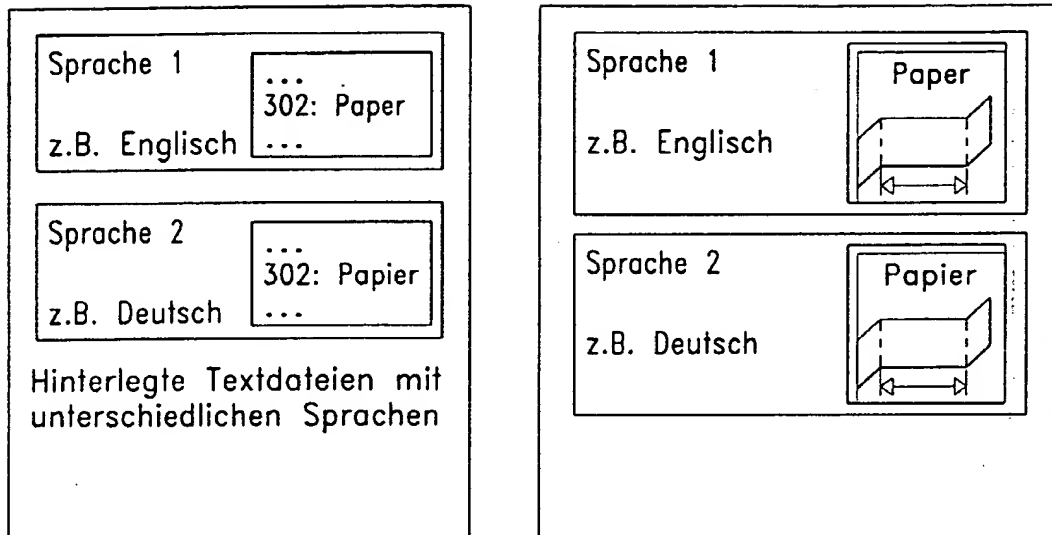 Sprache 1
z.B. Englisch
...
302: Paper
...
Sprache 2
z.B. Deutsch
...
302: Papier
...
Hinterlegte Textdateien mit
unterschiedlichen Sprachen
Sprache 1
z.B. Englisch
Paper
Sprache 2
z.B. Deutsch
Papier